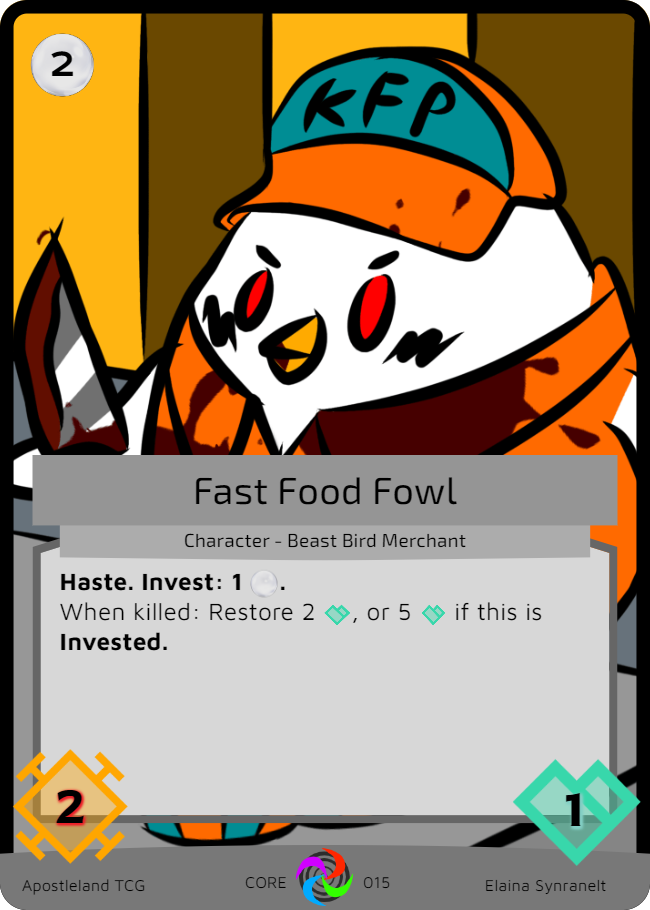 2
KFP
Fast Food Fowl
Character - Beast Bird Merchant
Haste. Invest: 1 .
When killed: Restore 2 , or 5 if this is
Invested.
2
1
Apostleland TCG
CORE
015
Elaina Synranelt